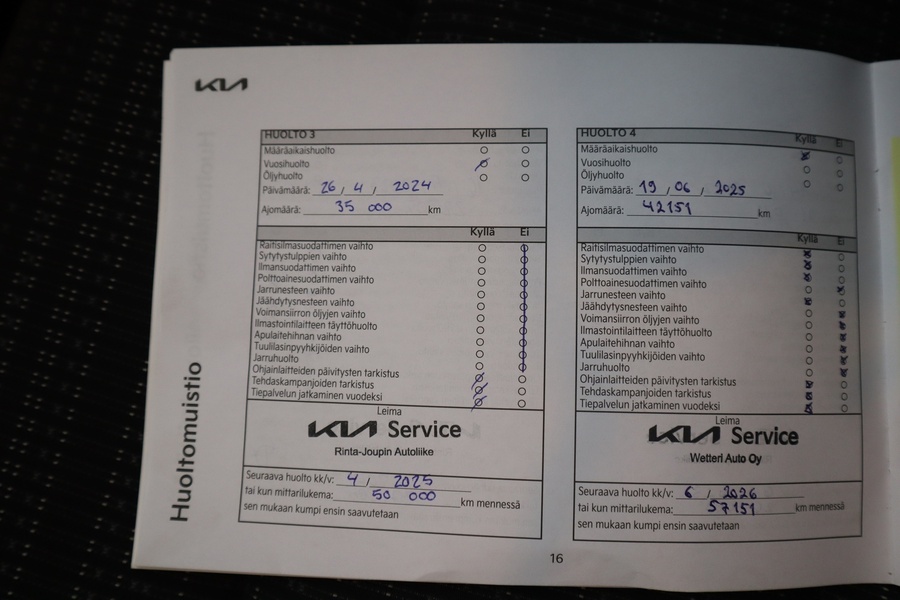 KIA
Huoltomuistio
HUOLTO 3 Kyllä Ei
Määräaikaishuolto
Vuosihuolto
Öljyhuolto
Päivämäärä: 26 / 4 / 2024
Ajomäärä: 35 000 km
Kyllä Ei
Raitisilmasuodattimen vaihto
Sytytystulppien vaihto
Ilmansuodattimen vaihto
Polttoainesuodattimen vaihto
Jarrunesteen vaihto
Jäähdytysnesteen vaihto
Voimansiirron öljyjen vaihto
Ilmastointilaitteen täyttöhuolto
Apulaitehihnan vaihto
Tuulilasinpyyhkijöiden vaihto
Jarruhuolto
Ohjainlaitteiden päivitysten tarkistus
Tehdaskampanjoiden tarkistus
Tiepalvelun jatkaminen vuodeksi
Leima
KIA Service
Rinta-Joupin Autoliike
Seuraava huolto kk/v: 4 / 2025
tai kun mittarilukema: 50 000 km mennessä
sen mukaan kumpi ensin saavutetaan
HUOLTO 4 Kyllä Ei
Määräaikaishuolto
Vuosihuolto
Öljyhuolto
Päivämäärä: 19 / 06 / 2025
Ajomäärä: 42151 km
Kyllä Ei
Raitisilmasuodattimen vaihto
Sytytystulppien vaihto
Ilmansuodattimen vaihto
Polttoainesuodattimen vaihto
Jarrunesteen vaihto
Jäähdytysnesteen vaihto
Voimansiirron öljyjen vaihto
Ilmastointilaitteen täyttöhuolto
Apulaitehihnan vaihto
Tuulilasinpyyhkijöiden vaihto
Jarruhuolto
Ohjainlaitteiden päivitysten tarkistus
Tehdaskampanjoiden tarkistus
Tiepalvelun jatkaminen vuodeksi
Leima
KIA Service
Wetteri Auto Oy
Seuraava huolto kk/v: 6 / 2026
tai kun mittarilukema: 57151 km mennessä
sen mukaan kumpi ensin saavutetaan
16